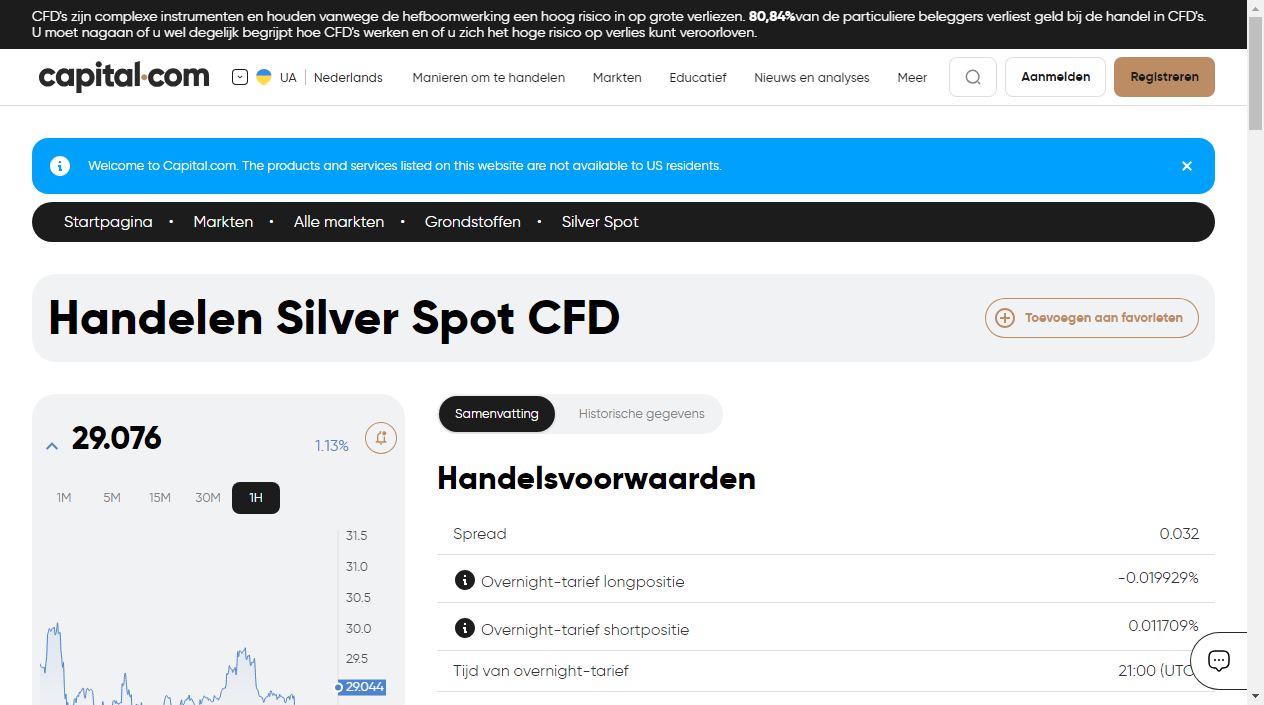 CFD's zijn complexe instrumenten en houden vanwege de hefboomwerking een hoog risico in op grote verliezen. 80,84%van de particuliere beleggers verliest geld bij de handel in CFD's.
U moet nagaan of u wel degelijk begrijpt hoe CFD's werken en of u zich het hoge risico op verlies kunt veroorloven.
capital.com UA Nederlands Manieren om te handelen Markten Educatief Nieuws en analyses Meer Aanmelden Registreren
Welcome to Capital.com. The products and services listed on this website are not available to US residents.
Startpagina • Markten • Alle markten • Grondstoffen • Silver Spot
Handelen Silver Spot CFD
Toevoegen aan favorieten
29.076 1.13%
1M 5M 15M 30M 1H
31.5
31.0
30.5
30.0
29.5
29.044
Samenvatting Historische gegevens
Handelsvoorwaarden
Spread 0.032
Overnight-tarief longpositie -0.019929%
Overnight-tarief shortpositie 0.011709%
Tijd van overnight-tarief 21:00 (UTC